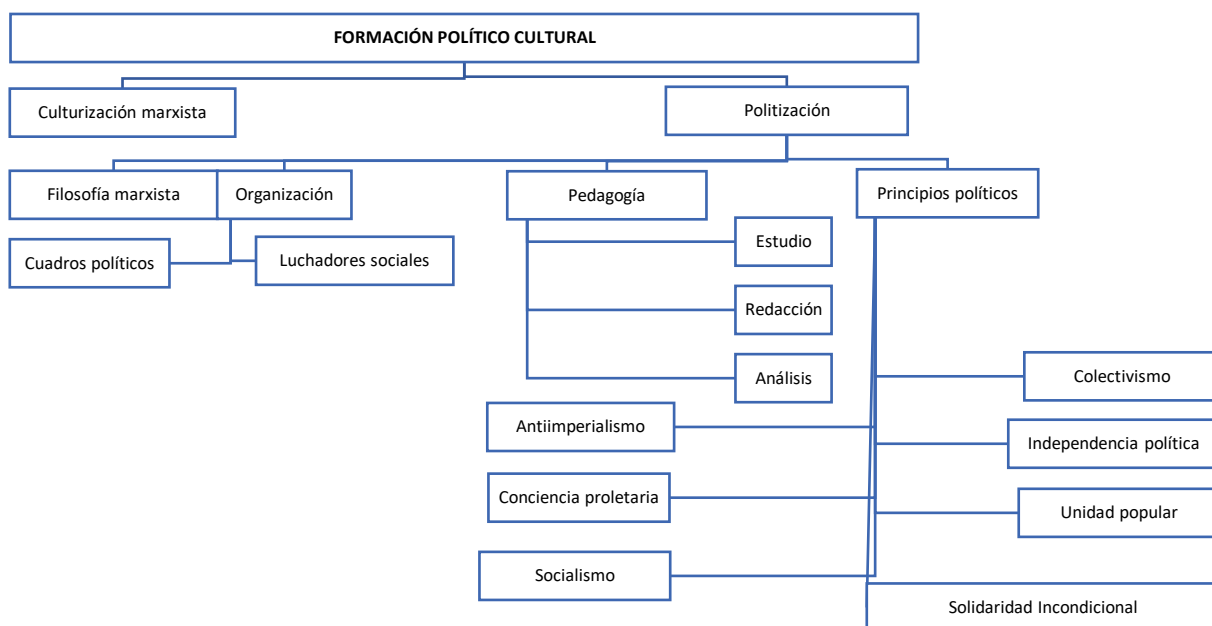 FORMACIÓN POLÍTICO CULTURAL
Culturización marxista
Politización
Filosofía marxista
Organización
Pedagogía
Principios políticos
Cuadros políticos
Luchadores sociales
Estudio
Redacción
Análisis
Colectivismo
Antiimperialismo
Independencia política
Conciencia proletaria
Unidad popular
Socialismo
Solidaridad Incondicional